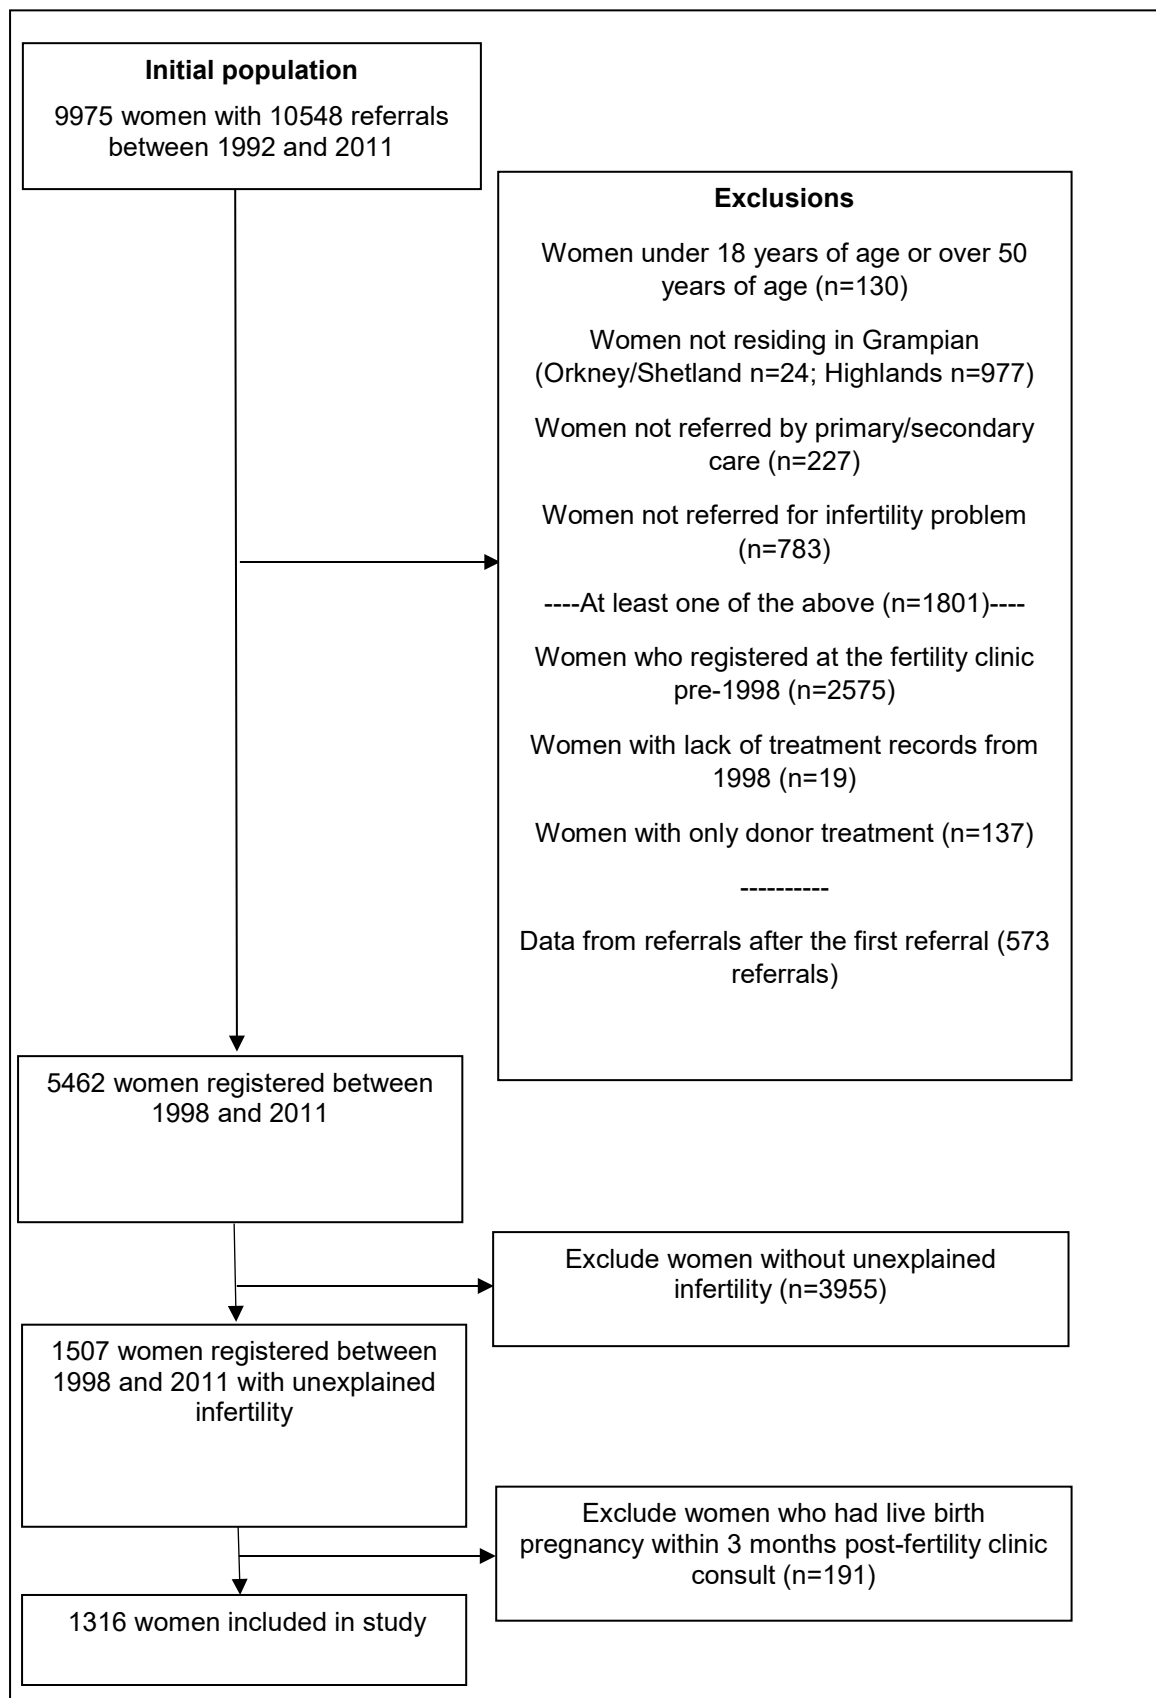 Initial population
9975 women with 10548 referrals
between 1992 and 2011
Exclusions
Women under 18 years of age or over 50
years of age (n=130)
Women not residing in Grampian
(Orkney/Shetland n=24; Highlands n=977)
Women not referred by primary/secondary
care (n=227)
Women not referred for infertility problem
(n=783)
----At least one of the above (n=1801)----
Women who registered at the fertility clinic
pre-1998 (n=2575)
Women with lack of treatment records from
1998 (n=19)
Women with only donor treatment (n=137)
----------
Data from referrals after the first referral (573
referrals)
5462 women registered between
1998 and 2011
Exclude women without unexplained
infertility (n=3955)
1507 women registered between
1998 and 2011 with unexplained
infertility
Exclude women who had live birth
pregnancy within 3 months post-fertility clinic
consult (n=191)
1316 women included in study